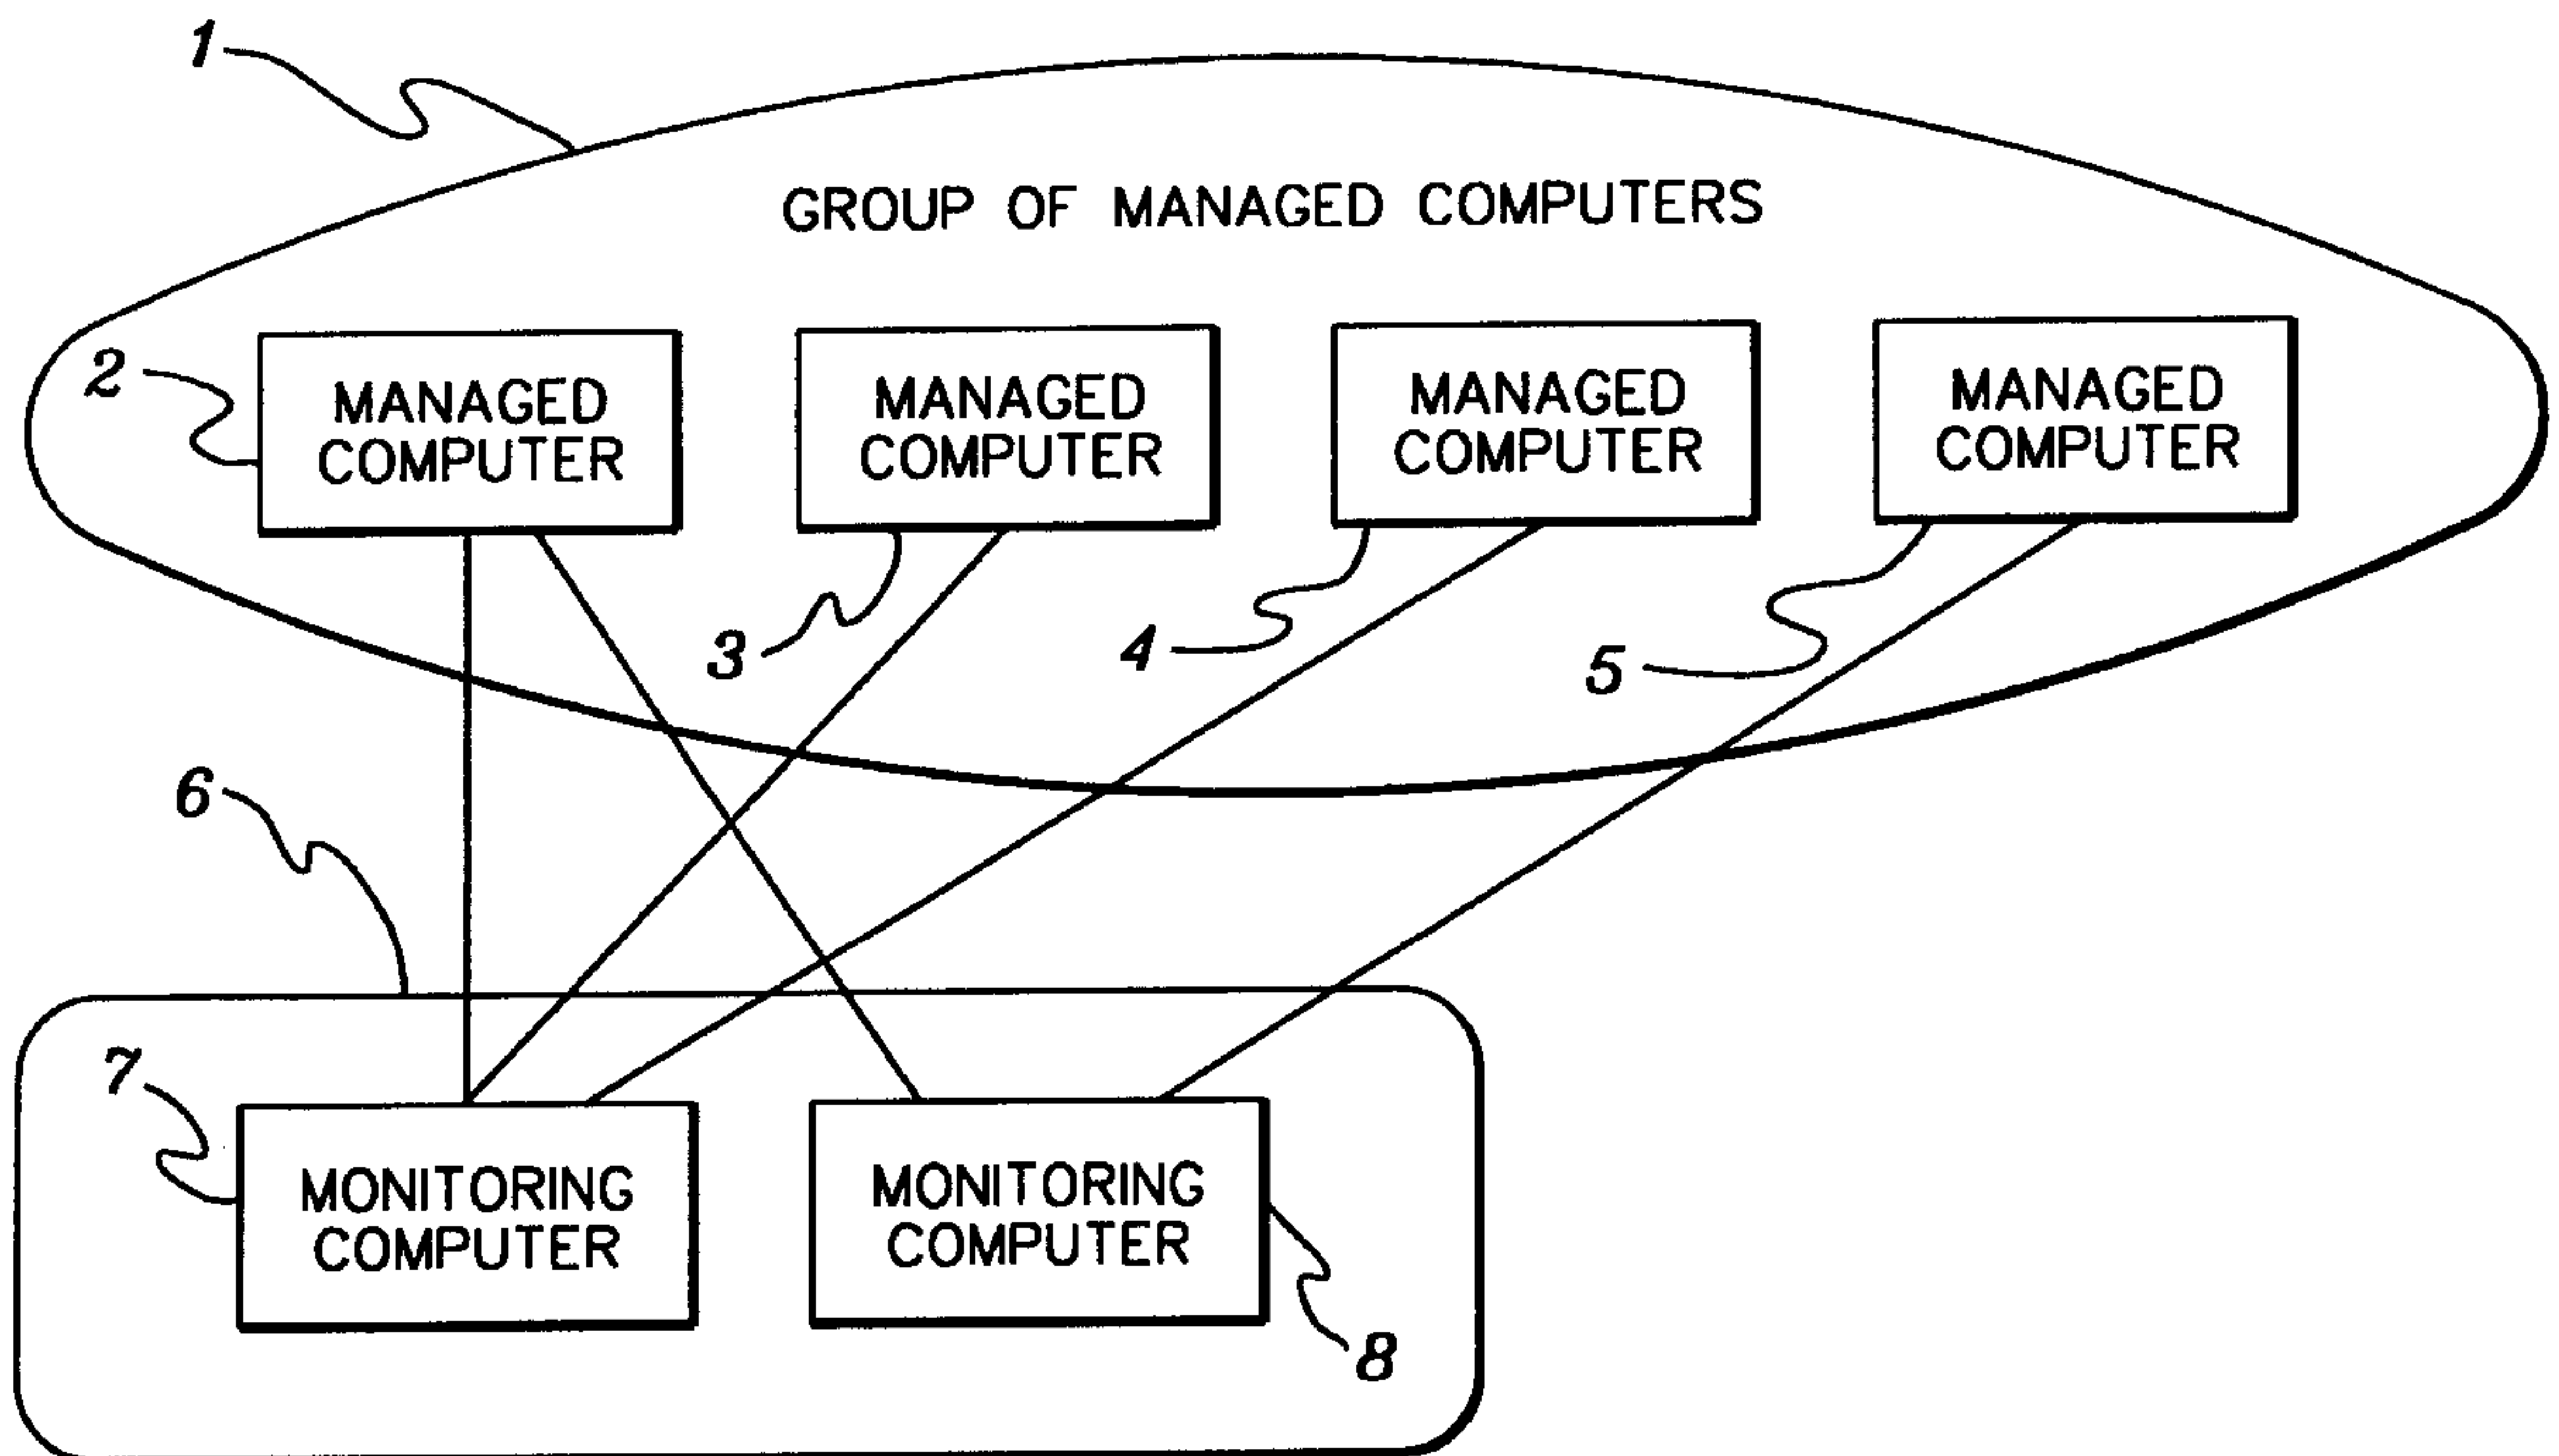 1
GROUP OF MANAGED COMPUTERS
2
MANAGED
COMPUTER
MANAGED
COMPUTER
MANAGED
COMPUTER
MANAGED
COMPUTER
3
4
5
6
7
MONITORING
COMPUTER
MONITORING
COMPUTER
8